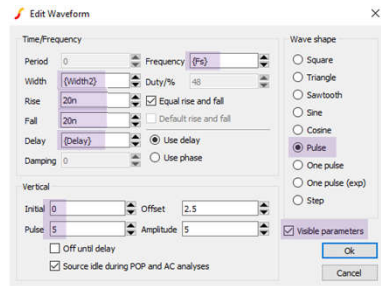 Edit Waveform
Time/Frequency
Period 0 Frequency {Fs}
Width {Width2} Duty/% 48
Rise 20n Equal rise and fall
Fall 20n Default rise and fall
Delay {Delay} Use delay
Damping 0 Use phase
Vertical
Initial 0 Offset 2.5
Pulse 5 Amplitude 5
Off until delay
Source idle during POP and AC analyses
Wave shape
Square
Triangle
Sawtooth
Sine
Cosine
Pulse
One pulse
One pulse (exp)
Step
Visible parameters
Ok
Cancel